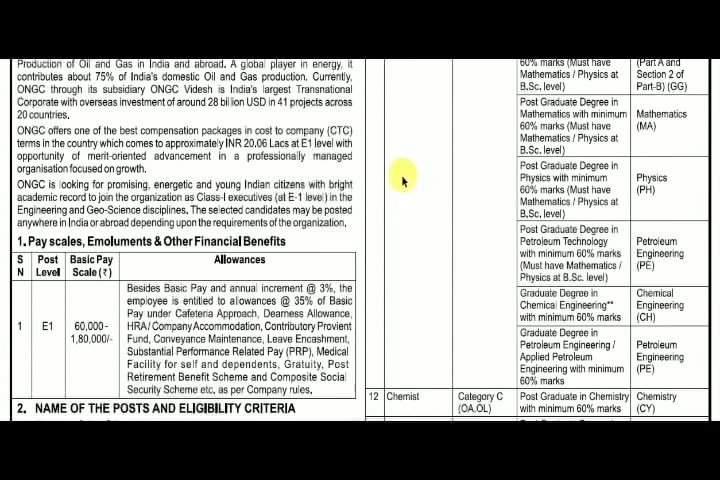 Production of Oil and Gas in India and abroad. A global player in energy, it
contributes about 75% of India's domestic Oil and Gas production. Currently,
ONGC through its subsidiary ONGC Videsh is India's largest Transnational
Corporate with overseas investment of around 28 billion USD in 41 projects across
20 countries.
ONGC offers one of the best compensation packages in cost to company (CTC)
terms in the country which comes to approximately INR 20.06 Lacs at E1 level with
opportunity of merit-oriented advancement in a professionally managed
organisation focused on growth.
ONGC is looking for promising, energetic and young Indian citizens with bright
academic record to join the organization as Class-I executives (at E-1 level) in
the Engineering and Geo-Science disciplines. The selected candidates may be posted
anywhere in India or abroad depending upon the requirements of the organization.
1. Pay scales, Emoluments & Other Financial Benefits
S N
Post Level
Basic Pay Scale (₹)
Allowances
1
E1
60,000 -
1,80,000/-
Besides Basic Pay and annual increment @ 3%, the
employee is entitled to allowances @ 35% of Basic
Pay under Cafeteria Approach, Dearness Allowance,
HRA/ Company Accommodation, Contributory Provient
Fund, Conveyance Maintenance, Leave Encashment,
Substantial Performance Related Pay (PRP), Medical
Facility for self and dependents, Gratuity, Post
Retirement Benefit Scheme and Composite Social
Security Scheme etc. as per Company rules.
2. NAME OF THE POSTS AND ELIGIBILITY CRITERIA
60% marks (Must have
Mathematics / Physics at
B.Sc. level)
(Part A and
Section 2 of
Part-B) (GG)
Post Graduate Degree in
Mathematics with minimum
60% marks (Must have
Mathematics / Physics at
B.Sc. level)
Mathematics
(MA)
Post Graduate Degree in
Physics with minimum
60% marks (Must have
Mathematics / Physics at
B.Sc. level)
Physics
(PH)
Post Graduate Degree in
Petroleum Technology
with minimum 60% marks
(Must have Mathematics /
Physics at B.Sc. level)
Petroleum
Engineering
(PE)
Graduate Degree in
Chemical Engineering**
with minimum 60% marks
Chemical
Engineering
(CH)
Graduate Degree in
Petroleum Engineering /
Applied Petroleum
Engineering with minimum
60% marks
Petroleum
Engineering
(PE)
12
Chemist
Category C
(OA,OL)
Post Graduate in Chemistry
with minimum 60% marks
Chemistry
(CY)